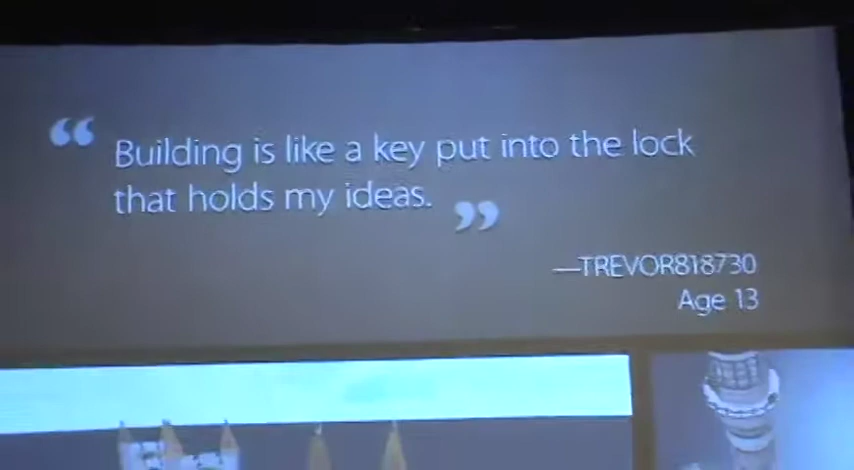 “ Building is like a key put into the lock
that holds my ideas. ”
—TREVOR818730
Age 13